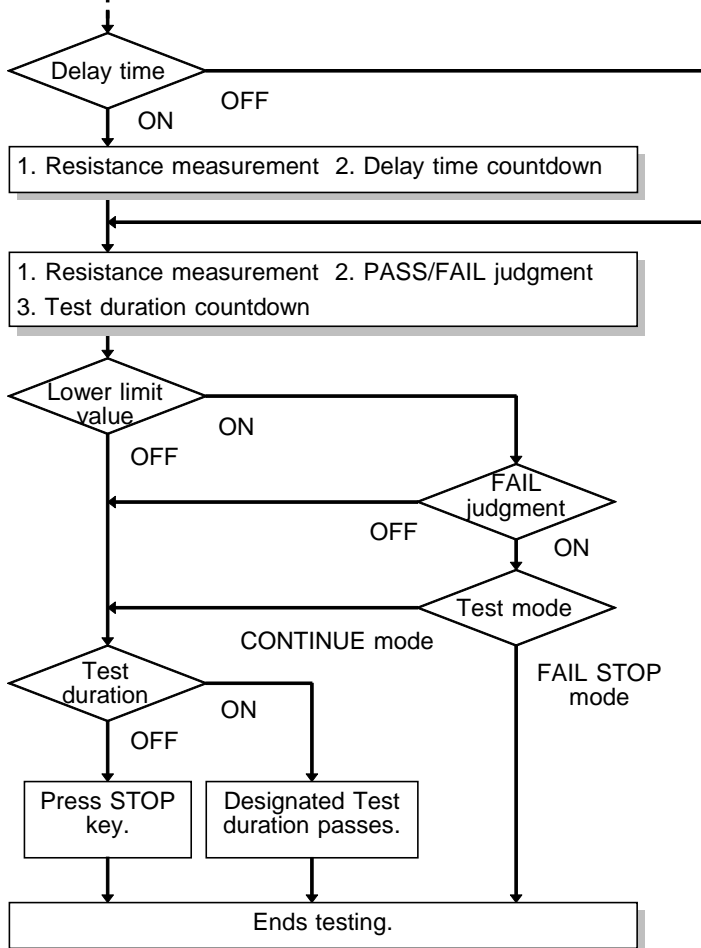 Delay time
OFF
ON
1. Resistance measurement 2. Delay time countdown
1. Resistance measurement 2. PASS/FAIL judgment
3. Test duration countdown
Lower limit
value
ON
OFF
FAIL
judgment
OFF
ON
Test mode
CONTINUE mode
FAIL STOP
mode
Test
duration
ON
OFF
Press STOP
key.
Designated Test
duration passes.
Ends testing.